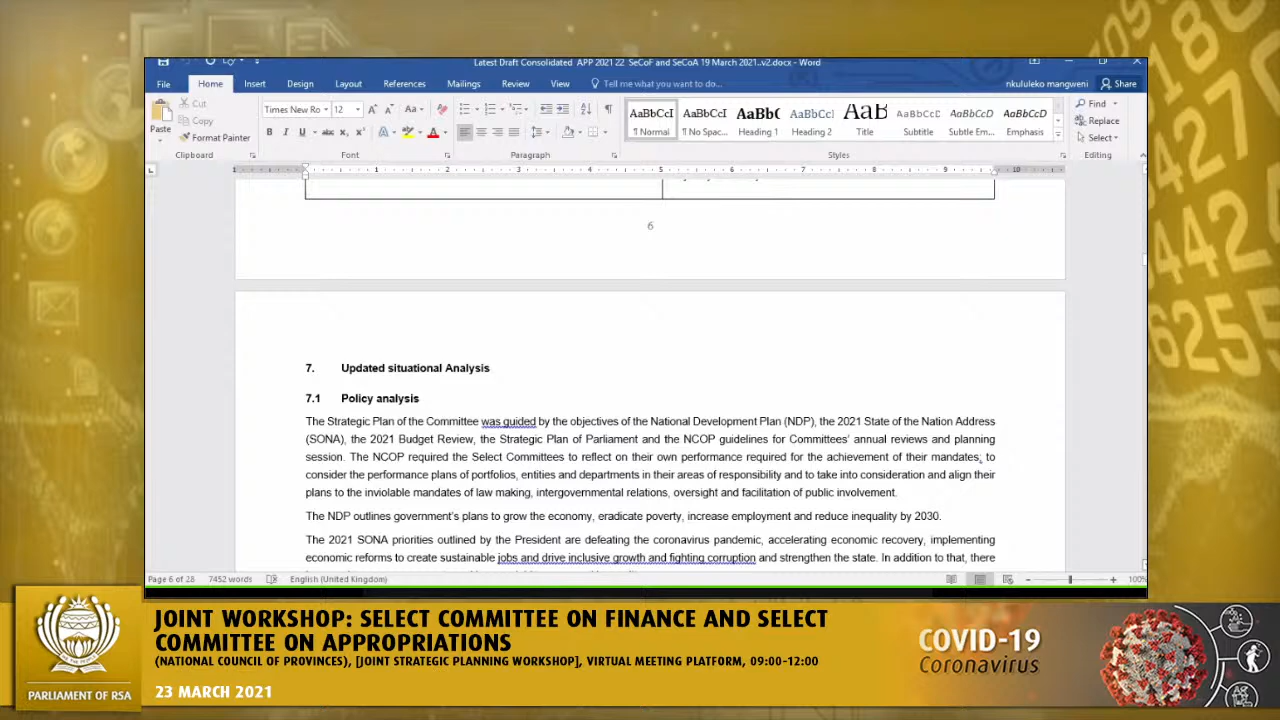 Latest Draft Consolidated APP 2021 22 SeCoF and SeCoA 19 March 2021..v2.docx - Word
File Home Insert Design Layout References Mailings Review View Tell me what you want to do... nkululeko mangweni Share
Cut
Copy
Paste
Format Painter
Times New Ro 12
AaBbCcI AaBbCcI AaBbC AaBbCcI AaB AaBbCcD AaBbCcD AaBbCcD
¶ Normal ¶ No Spac... Heading 1 Heading 2 Title Subtitle Subtle Em... Emphasis
Find
Replace
Select
Clipboard Font Paragraph Styles Editing
1 1 2 3 4 5 6 7 8 9 10
6
7. Updated situational Analysis
7.1 Policy analysis
The Strategic Plan of the Committee was guided by the objectives of the National Development Plan (NDP), the 2021 State of the Nation Address
(SONA), the 2021 Budget Review, the Strategic Plan of Parliament and the NCOP guidelines for Committees' annual reviews and planning
session. The NCOP required the Select Committees to reflect on their own performance required for the achievement of their mandates; to
consider the performance plans of portfolios, entities and departments in their areas of responsibility and to take into consideration and align their
plans to the inviolable mandates of law making, intergovernmental relations, oversight and facilitation of public involvement.
The NDP outlines government's plans to grow the economy, eradicate poverty, increase employment and reduce inequality by 2030.
The 2021 SONA priorities outlined by the President are defeating the coronavirus pandemic, accelerating economic recovery, implementing
economic reforms to create sustainable jobs and drive inclusive growth and fighting corruption and strengthen the state. In addition to that, there
Page 6 of 28 7452 words English (United Kingdom) 100%
JOINT WORKSHOP: SELECT COMMITTEE ON FINANCE AND SELECT
COMMITTEE ON APPROPRIATIONS
(NATIONAL COUNCIL OF PROVINCES), [JOINT STRATEGIC PLANNING WORKSHOP], VIRTUAL MEETING PLATFORM, 09:00-12:00
23 MARCH 2021
PARLIAMENT OF RSA
COVID-19
Coronavirus